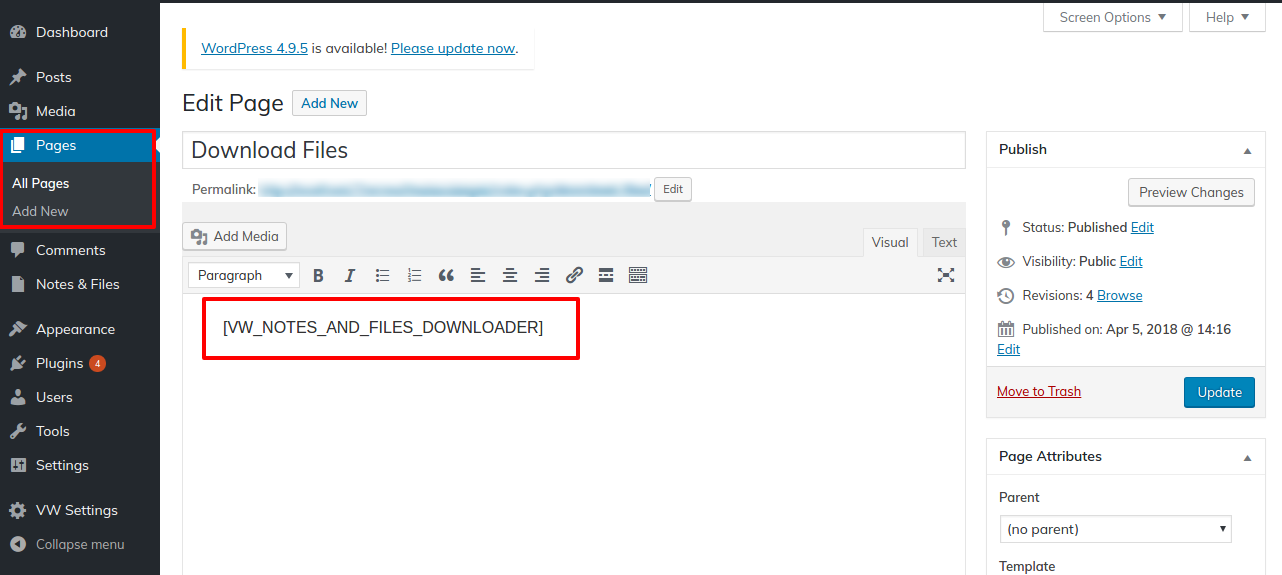 Dashboard
Posts
Media
Pages
All Pages
Add New
Comments
Notes & Files
Appearance
Plugins 4
Users
Tools
Settings
VW Settings
Collapse menu
Screen Options
Help
WordPress 4.9.5 is available! Please update now.
Edit Page Add New
Download Files
Permalink: Edit
Add Media
Visual Text
Paragraph
[VW_NOTES_AND_FILES_DOWNLOADER]
Publish
Preview Changes
Status: Published Edit
Visibility: Public Edit
Revisions: 4 Browse
Published on: Apr 5, 2018 @ 14:16
Edit
Move to Trash Update
Page Attributes
Parent
(no parent)
Template